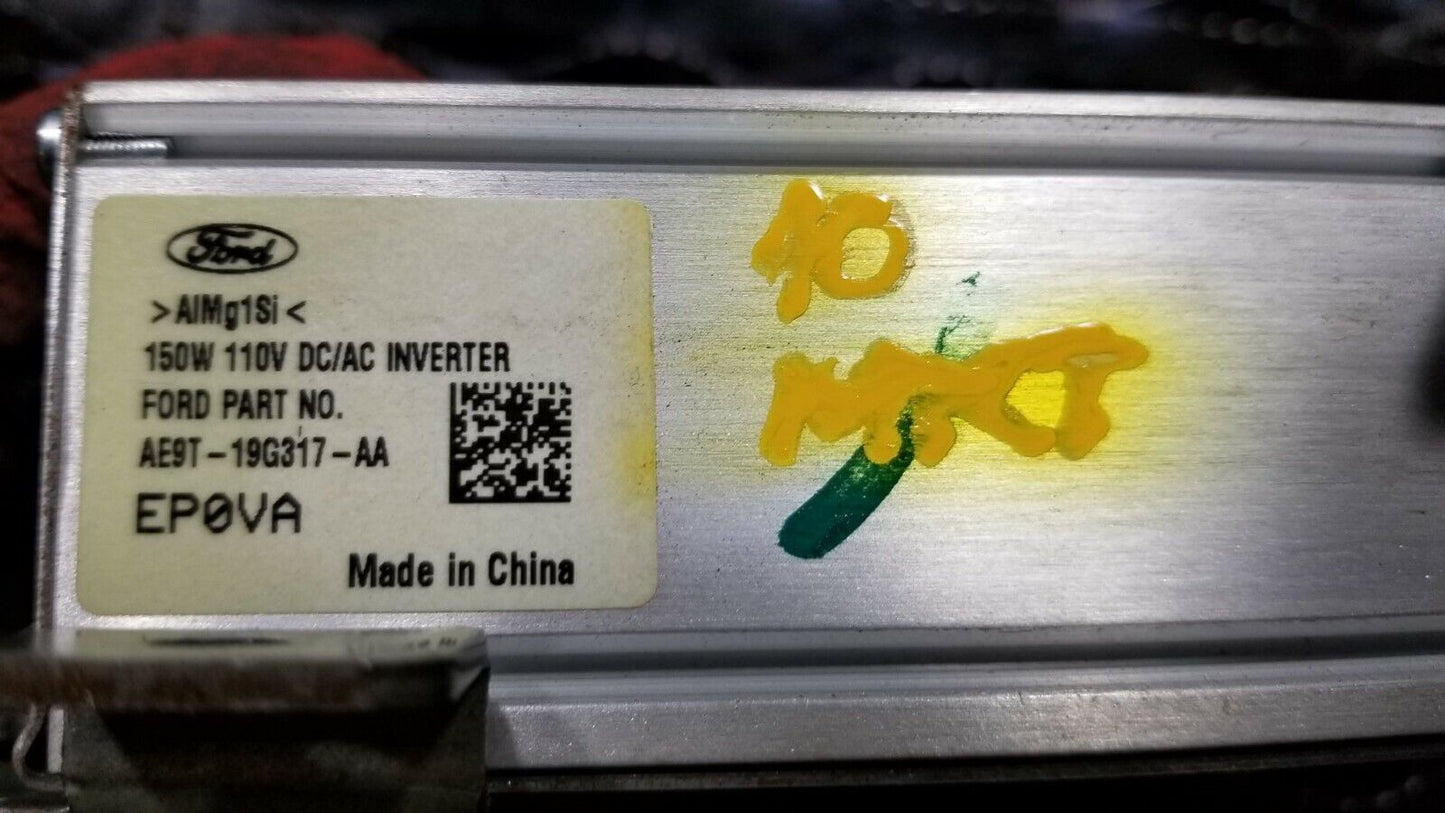 Ford
>AlMg1Si<
150W 110V DC/AC INVERTER
FORD PART NO.
AE9T-19G317-AA
EP0VA
Made in China
10